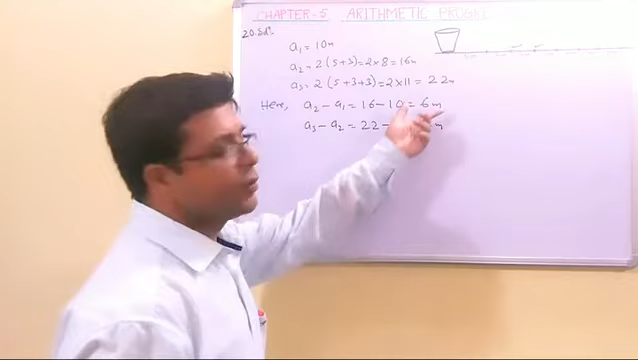 CHAPTER-5 ARITHMETIC PROGRE
20.Solⁿ.
a₁ = 10m
a₂ = 2(5+3) = 2×8 = 16m
a₃ = 2(5+3+3) = 2×11 = 22m
Here, a₂ - a₁ = 16 - 10 = 6m
a₃ - a₂ = 22 - m